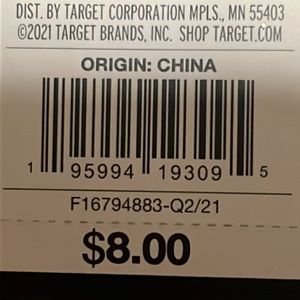 DIST. BY TARGET CORPORATION MPLS., MN 55403
©2021 TARGET BRANDS, INC. SHOP TARGET.COM
ORIGIN: CHINA
1 95994 19309 5
F16794883-Q2/21
$8.00